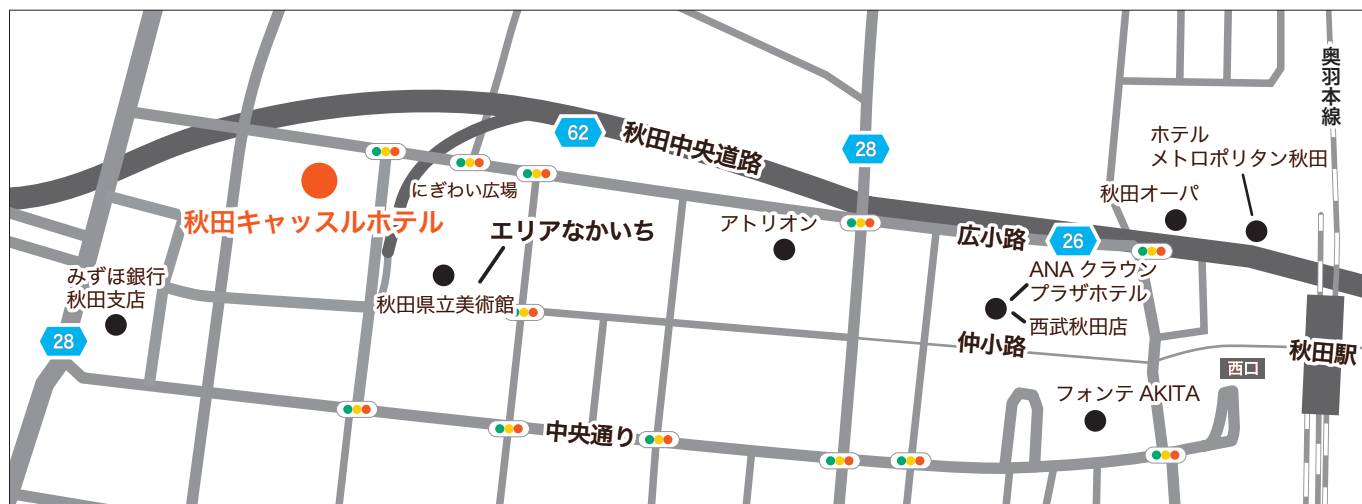 奥羽本線
62
秋田中央道路
28
ホテル
メトロポリタン秋田
秋田オーパ
にぎわい広場
秋田キャッスルホテル
エリアなかいち
アトリオン
広小路
26
ANA クラウン
プラザホテル
みずほ銀行
秋田支店
秋田県立美術館
西武秋田店
28
仲小路
秋田駅
西口
フォンテ AKITA
中央通り